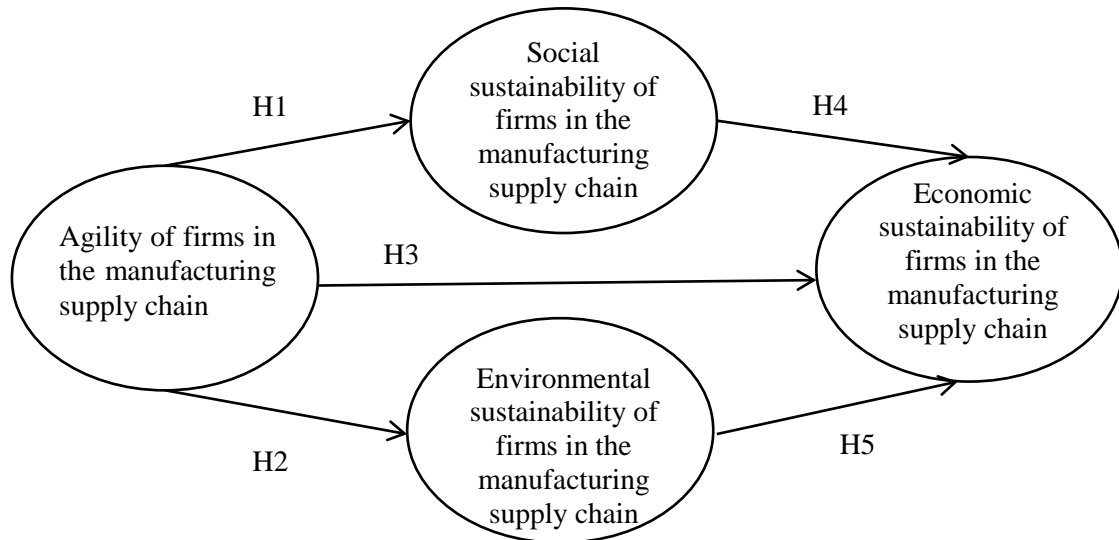 Social
sustainability of
firms in the
manufacturing
supply chain
H1
H4
Agility of firms in
the manufacturing
supply chain
H3
Economic
sustainability of
firms in the
manufacturing
supply chain
Environmental
sustainability of
firms in the
manufacturing
supply chain
H2
H5